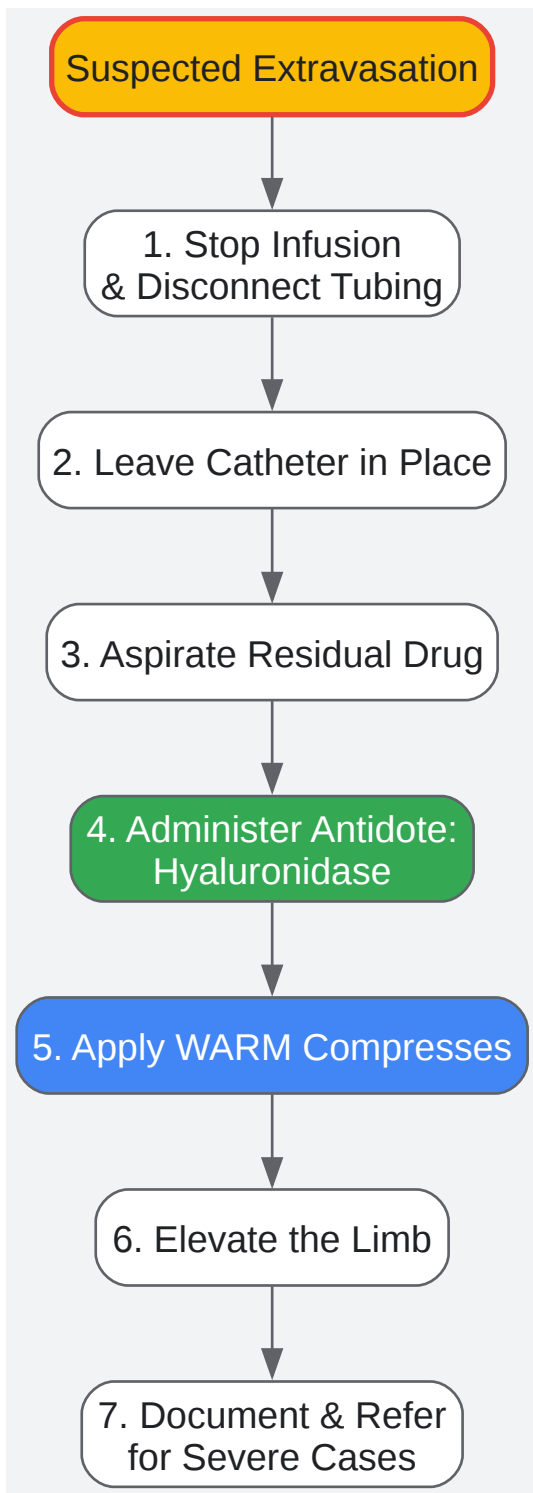 Suspected Extravasation
1. Stop Infusion
& Disconnect Tubing
2. Leave Catheter in Place
3. Aspirate Residual Drug
4. Administer Antidote:
Hyaluronidase
5. Apply WARM Compresses
6. Elevate the Limb
7. Document & Refer
for Severe Cases